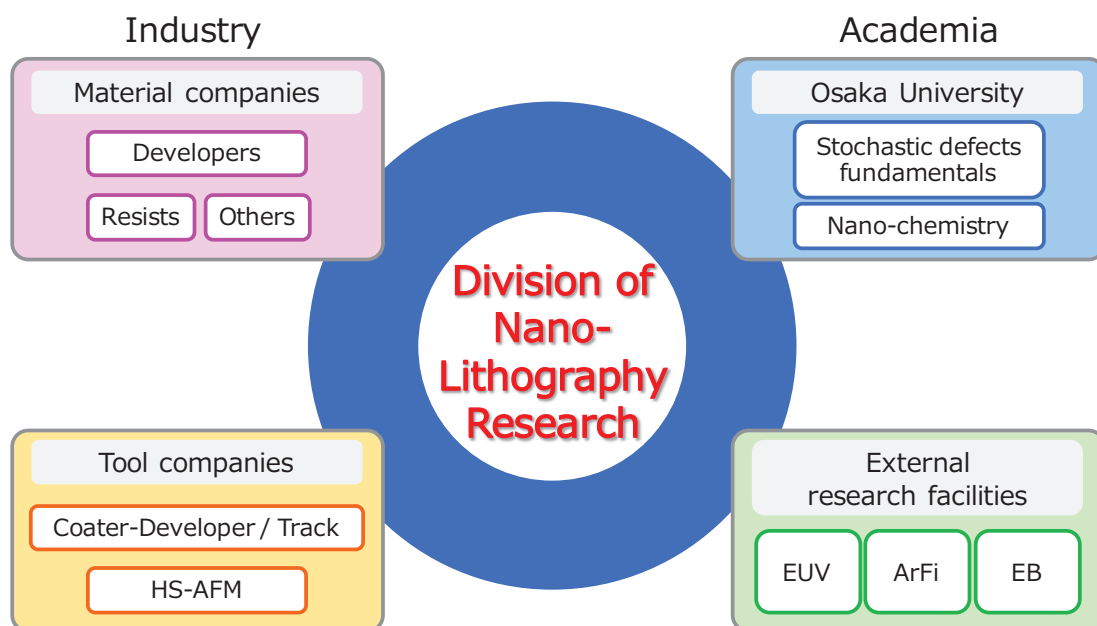 Industry
Academia
Material companies
Developers
Resists
Others
Osaka University
Stochastic defects
fundamentals
Nano-chemistry
Division of
Nano-
Lithography
Research
Tool companies
Coater-Developer / Track
HS-AFM
External
research facilities
EUV
ArFi
EB